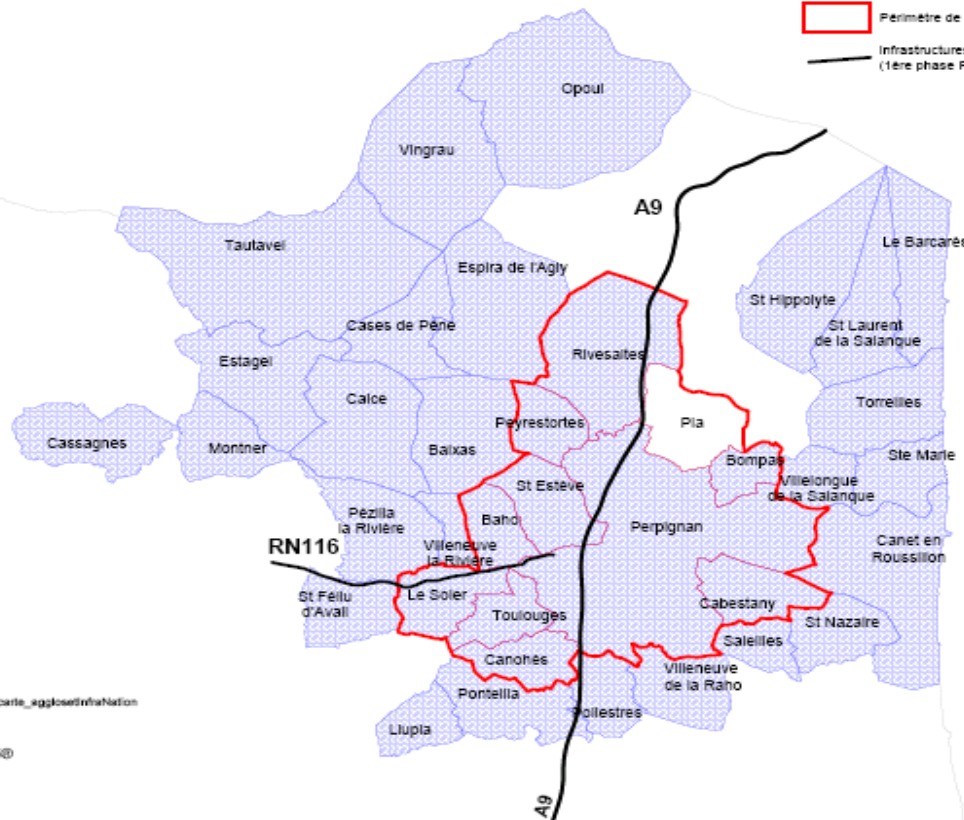 Périmètre de
Infrastructures
(1ère phase
Opoul
Vingrau
A9
Tautavel
Le Barcarès
Espira de l'Agly
St Hippolyte
Cases de Pène
St Laurent
de la Salanque
Rivesaltes
Estagel
Calce
Torreilles
Peyrestortes
Pia
Cassagnes
Montner
Baixas
Bompas
Ste Marie
St Estève
Villelongue
de la Salanque
Pézilla
la Rivière
Baho
Perpignan
Canet en
Roussillon
RN116
Villeneuve
la Rivière
St Féliu
d'Avall
Le Soler
Cabestany
Toulouges
St Nazaire
Saleilles
Canohès
Villeneuve
de la Raho
Ponteilla
carte_agglosetinfraNation
Pollestres
Llupia
A9